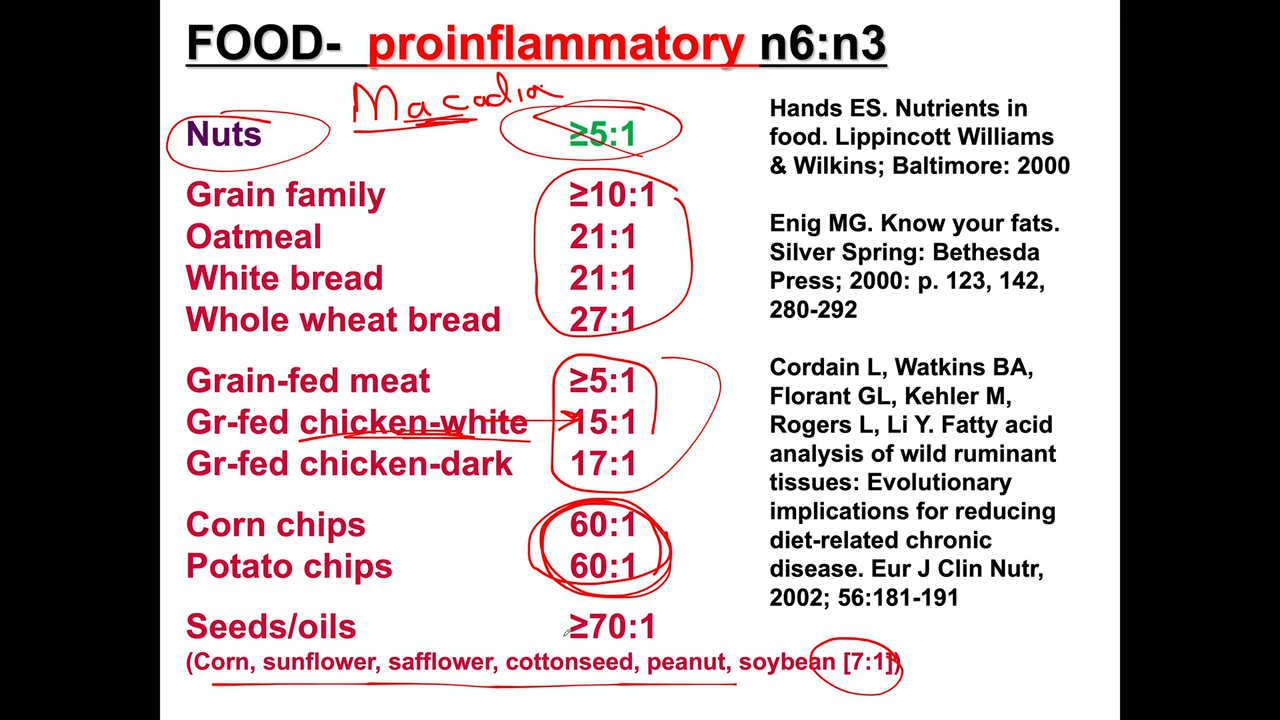 FOOD- proinflammatory n6:n3
Macadia
Nuts ≥5:1
Grain family ≥10:1
Oatmeal 21:1
White bread 21:1
Whole wheat bread 27:1
Grain-fed meat ≥5:1
Gr-fed chicken-white 15:1
Gr-fed chicken-dark 17:1
Corn chips 60:1
Potato chips 60:1
Seeds/oils ≥70:1
(Corn, sunflower, safflower, cottonseed, peanut, soybean [7:1])
Hands ES. Nutrients in
food. Lippincott Williams
& Wilkins; Baltimore: 2000
Enig MG. Know your fats.
Silver Spring: Bethesda
Press; 2000: p. 123, 142,
280-292
Cordain L, Watkins BA,
Florant GL, Kehler M,
Rogers L, Li Y. Fatty acid
analysis of wild ruminant
tissues: Evolutionary
implications for reducing
diet-related chronic
disease. Eur J Clin Nutr,
2002; 56:181-191